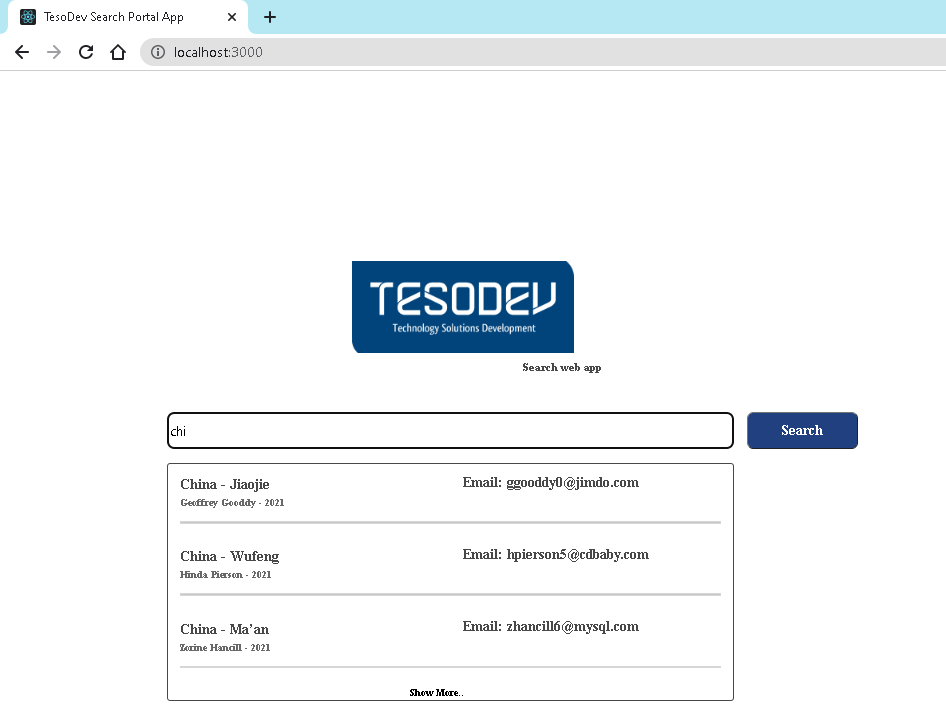 TesoDev Search Portal App
localhost:3000
TESODEV
Technology Solutions Development
Search web app
chi
Search
China - Jiaojie
Email: ggooddy0@jimdo.com
Geoffrey Gooddy - 2021
China - Wufeng
Email: hpierson5@cdbaby.com
Hinda Pierson - 2021
China - Ma’an
Email: zhancill6@mysql.com
Zorine Hancill - 2021
Show More..